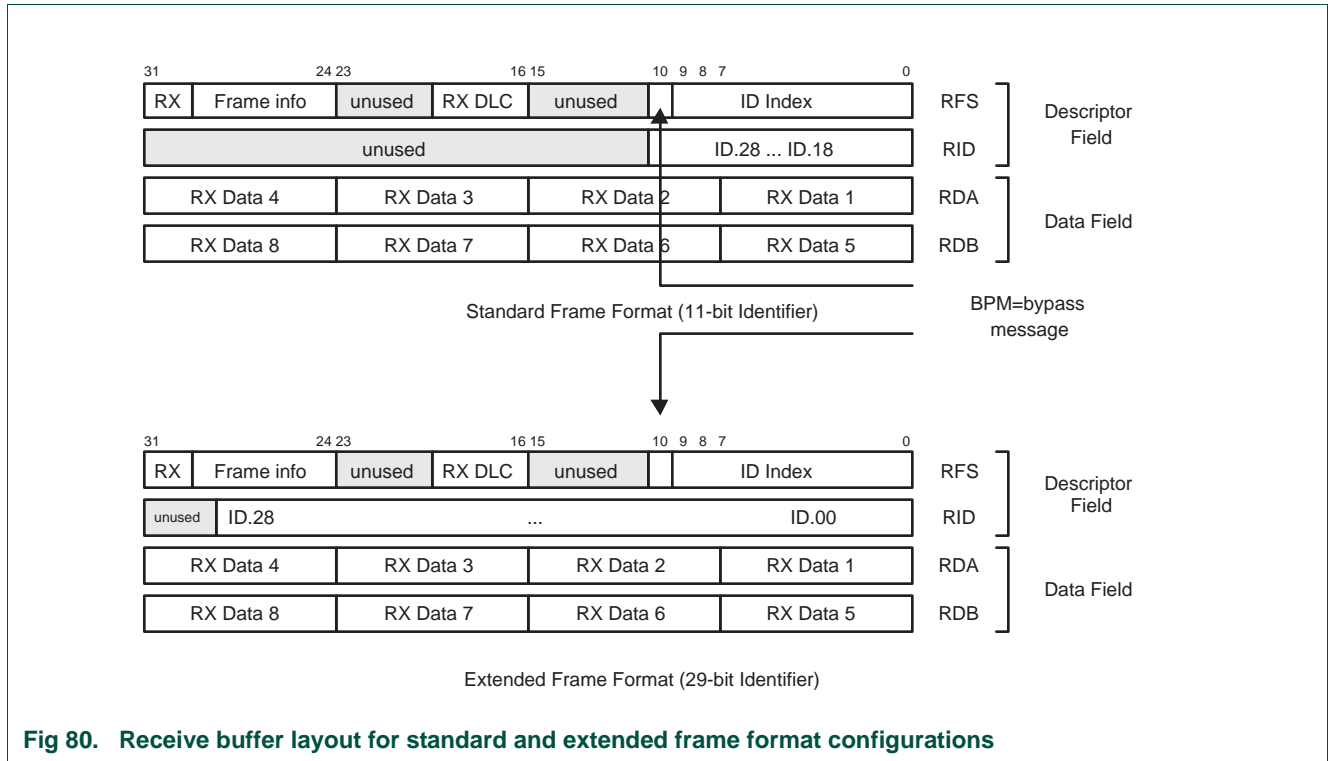 31 24 23 16 15 10 9 8 7 0
RX Frame info unused RX DLC unused ID Index RFS
unused ID.28 ... ID.18 RID
Descriptor
Field
RX Data 4 RX Data 3 RX Data 2 RX Data 1 RDA
RX Data 8 RX Data 7 RX Data 6 RX Data 5 RDB
Data Field
Standard Frame Format (11-bit Identifier)
BPM=bypass
message
31 24 23 16 15 10 9 8 7 0
RX Frame info unused RX DLC unused ID Index RFS
unused ID.28 ... ID.00 RID
Descriptor
Field
RX Data 4 RX Data 3 RX Data 2 RX Data 1 RDA
RX Data 8 RX Data 7 RX Data 6 RX Data 5 RDB
Data Field
Extended Frame Format (29-bit Identifier)
Fig 80. Receive buffer layout for standard and extended frame format configurations